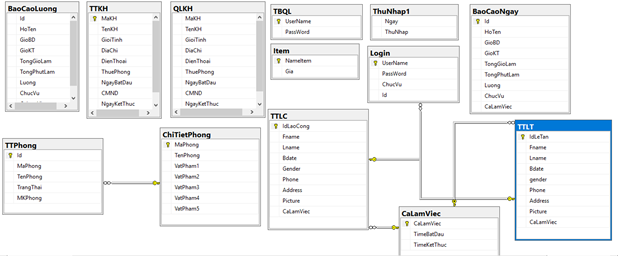 BaoCaoLuong
Id
HoTen
GioBD
GioKT
TongGioLam
TongPhutLam
Luong
ChucVu
TTKH
MaKH
TenKH
GioiTinh
DiaChi
DienThoai
ThuePhong
NgayBatDau
CMND
NgayKetThuc
QLKH
MaKH
TenKH
GioiTinh
DiaChi
DienThoai
ThuePhong
NgayBatDau
CMND
NgayKetThuc
TBQL
UserName
PassWord
ThuNhap1
Ngay
ThuNhap
BaoCaoNgay
Id
HoTen
GioBD
GioKT
TongGioLam
TongPhutLam
Luong
ChucVu
CaLamViec
Item
NameItem
Gia
Login
UserName
PassWord
ChucVu
Id
TTPhong
Id
MaPhong
TenPhong
TrangThai
MKPhong
ChiTietPhong
MaPhong
TenPhong
VatPham1
VatPham2
VatPham3
VatPham4
VatPham5
TTLC
IdLaoCong
Fname
Lname
Bdate
Gender
Phone
Address
Picture
CaLamViec
TTLT
IdLeTan
Fname
Lname
Bdate
gender
Phone
Address
Picture
CaLamViec
CaLamViec
CaLamViec
TimeBatDau
TimeKetThuc